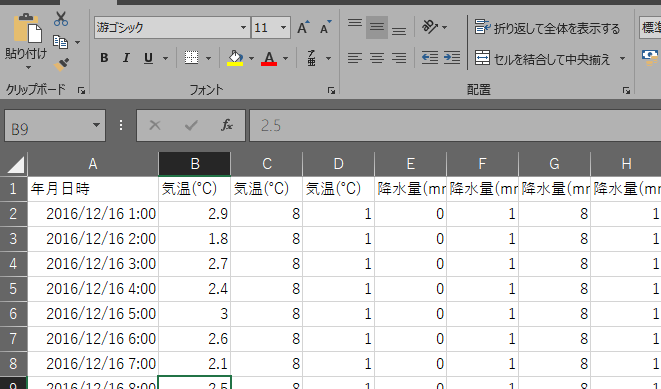 游ゴシック 11 A A 折り返して全体を表示する 標準
貼り付け B I U A 亜 セルを結合して中央揃え
クリップボード フォント 配置
B9 fx 2.5
A B C D E F G H
1 年月日時 気温(°C) 気温(°C) 気温(°C) 降水量(mm 降水量(mm 降水量(mm 降水量(mm
2 2016/12/16 1:00 2.9 8 1 0 1 8 1
3 2016/12/16 2:00 1.8 8 1 0 1 8 1
4 2016/12/16 3:00 2.7 8 1 0 1 8 1
5 2016/12/16 4:00 2.4 8 1 0 1 8 1
6 2016/12/16 5:00 3 8 1 0 1 8 1
7 2016/12/16 6:00 2.6 8 1 0 1 8 1
8 2016/12/16 7:00 2.1 8 1 0 1 8 1
9 2016/12/16 8:00 2.5 8 1 0 1 8 1